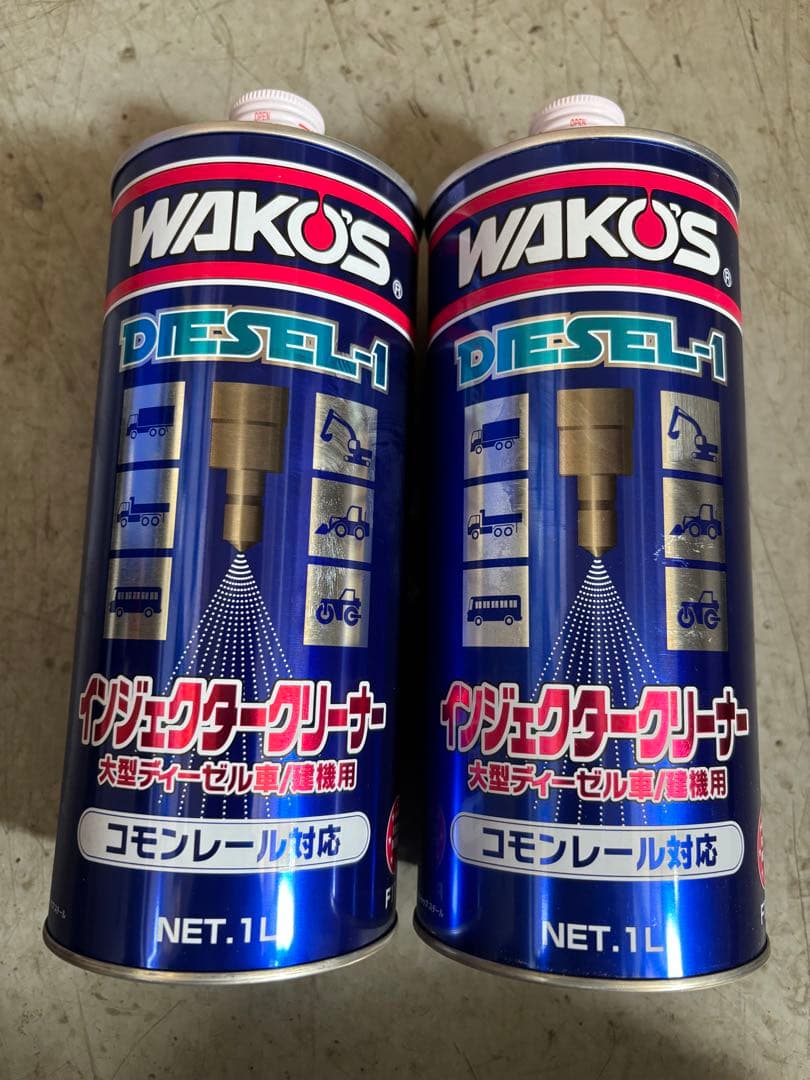 OPEN
WAKO'S
®
DIESEL-1
インジェクタークリーナー
大型ディーゼル車/建機用
コモンレール対応
NET.1L
F
OPEN
WAKO'S
®
DIESEL-1
インジェクタークリーナー
大型ディーゼル車/建機用
コモンレール対応
NET.1L
F